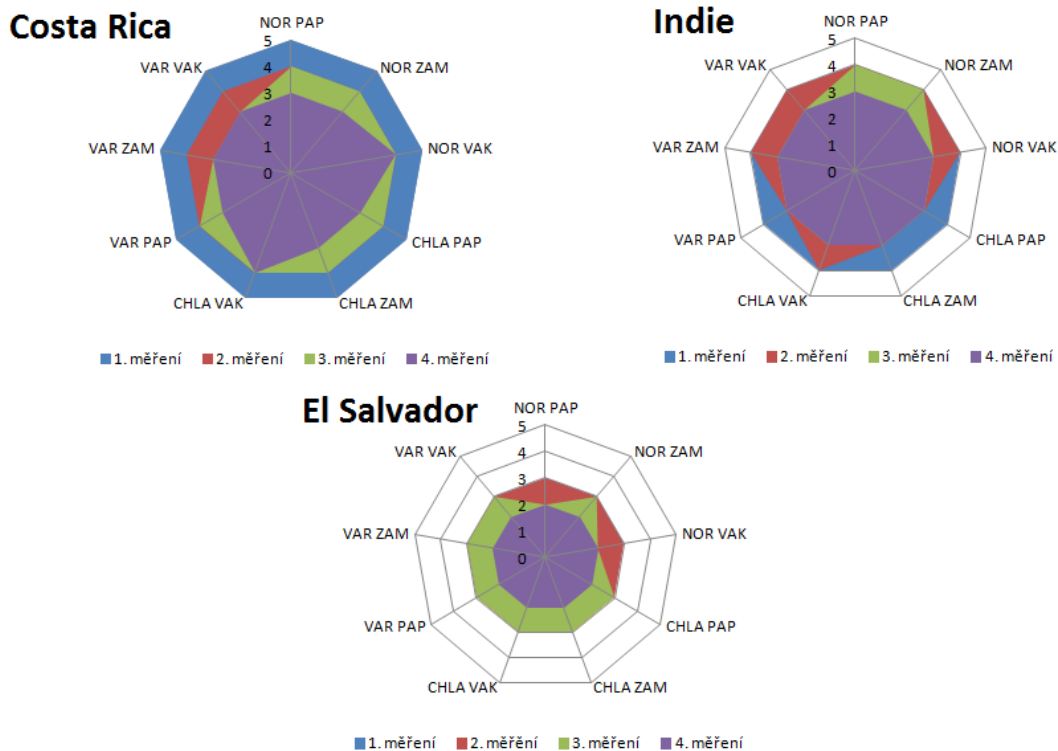 Costa Rica
NOR PAP
5
VAR VAK
NOR ZAM
4
3
2
VAR ZAM
1
NOR VAK
0
VAR PAP
CHLA PAP
CHLA VAK
CHLA ZAM
1. měření 2. měření 3. měření 4. měření
Indie
NOR PAP
5
VAR VAK
NOR ZAM
4
3
2
VAR ZAM
1
NOR VAK
0
VAR PAP
CHLA PAP
CHLA VAK
CHLA ZAM
1. měření 2. měření 3. měření 4. měření
El Salvador
NOR PAP
5
VAR VAK
NOR ZAM
4
3
2
VAR ZAM
1
NOR VAK
0
VAR PAP
CHLA PAP
CHLA VAK
CHLA ZAM
1. měření 2. měřění 3. měření 4. měření